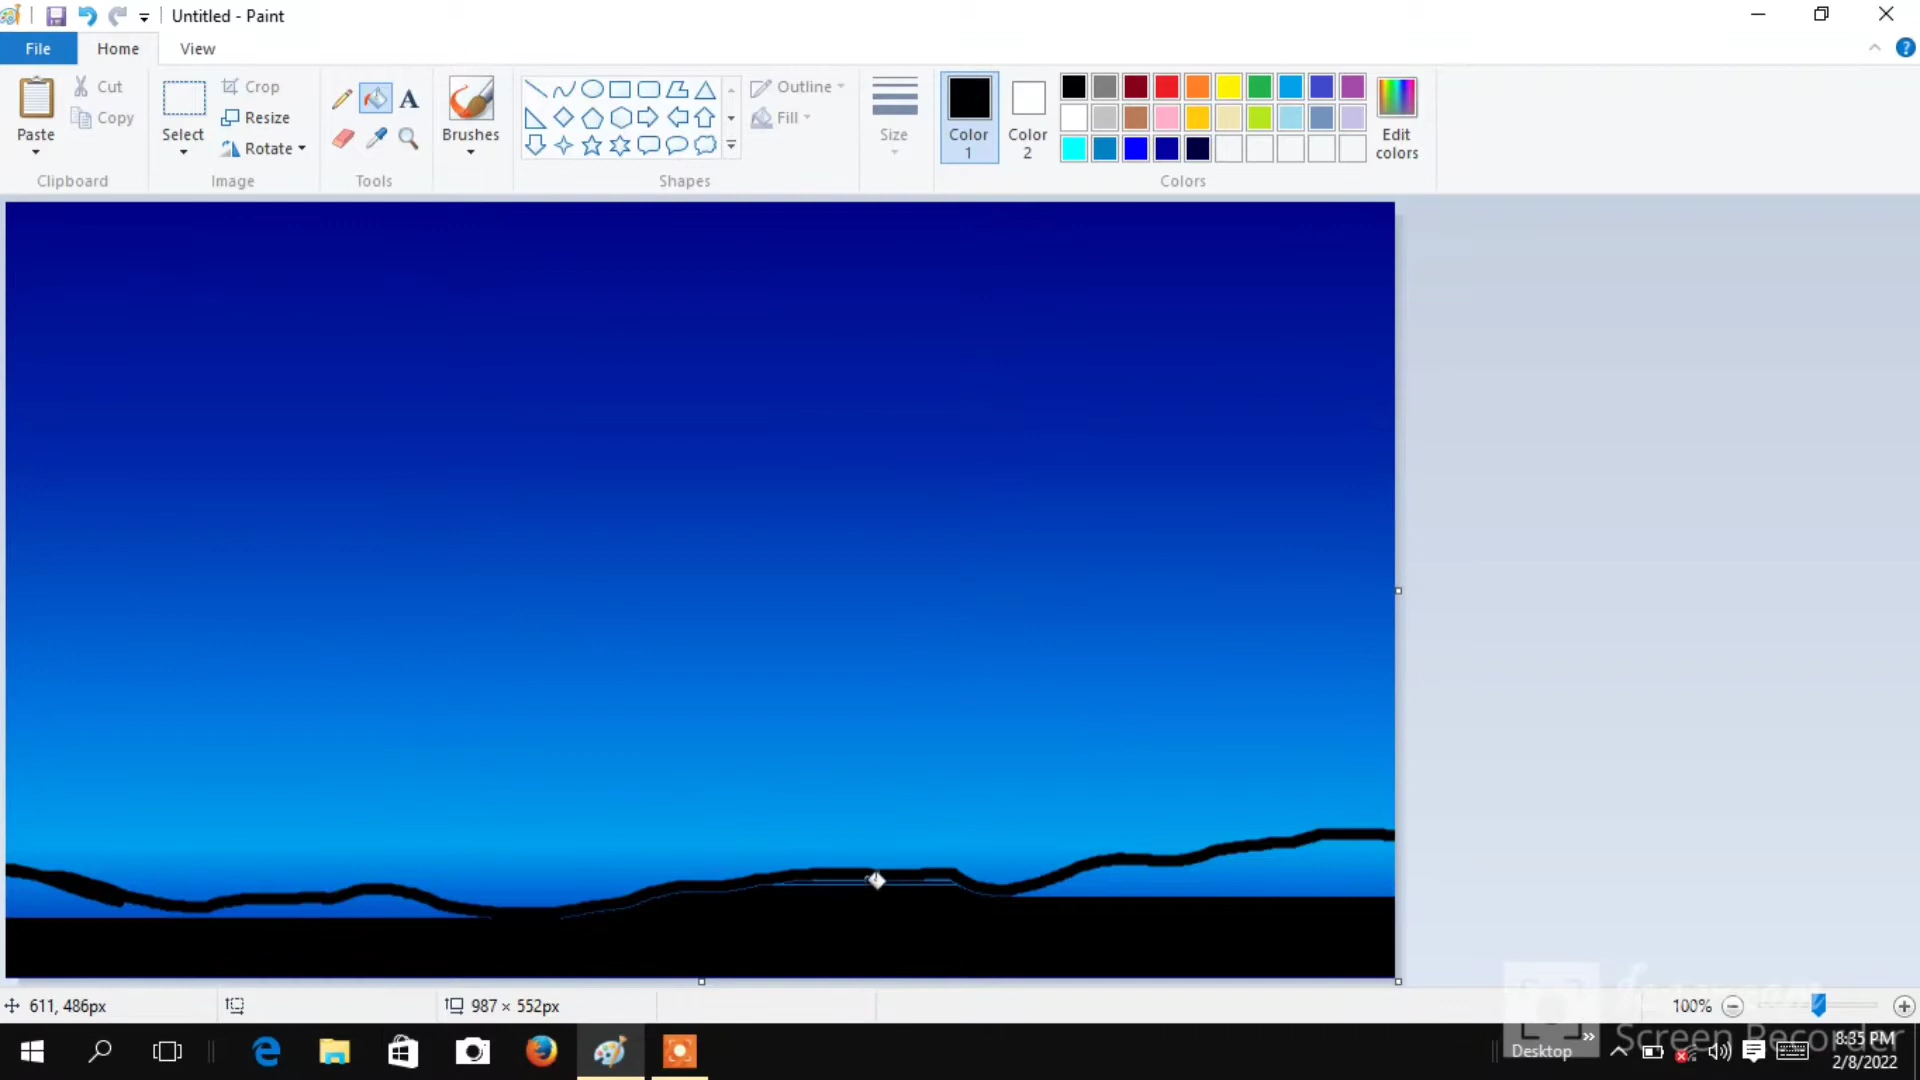 Untitled - Paint
File Home View
Paste Cut Copy
Select Crop Resize Rotate
A
Brushes
Outline Fill
Size
Color 1
Color 2
Edit colors
Clipboard Image Tools Shapes Colors
611, 486px 987 × 552px 100%
Screen Recorder
Desktop
8:35 PM
2/8/2022